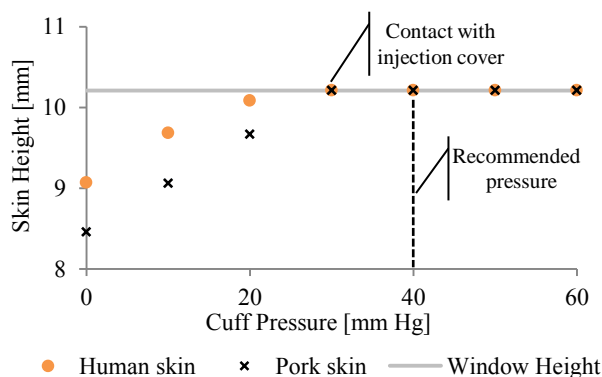 11
Contact with
injection cover
10
Skin Height [mm]
Recommended
pressure
9
8
0 20 40 60
Cuff Pressure [mm Hg]
Human skin Pork skin Window Height